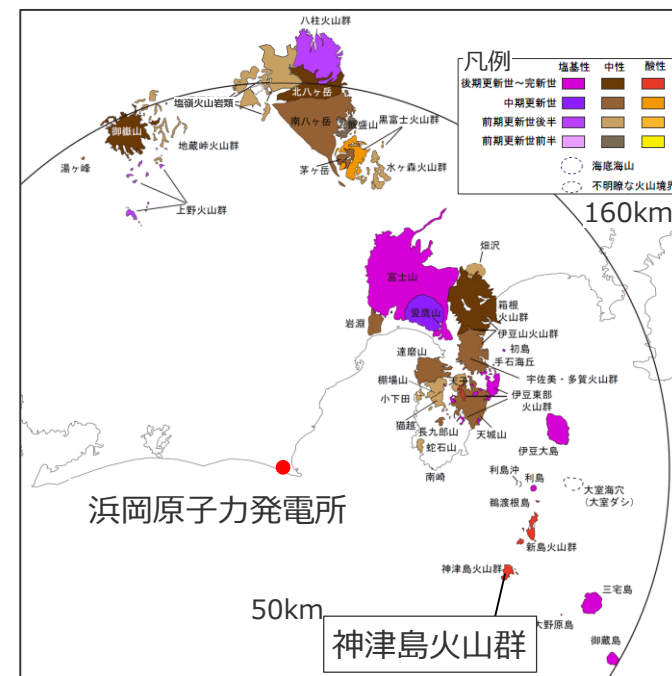 八柱火山群
凡例
塩基性 中性 酸性
後期更新世～完新世
中期更新世
前期更新世後半
前期更新世前半
海底海山
不明瞭な火山境界
160km
北八ヶ岳
塩嶺火山岩類
御嶽山
南八ヶ岳
飯盛山
黒富士火山群
地蔵峠火山群
茅ヶ岳
水ヶ森火山群
湯ヶ峰
上野火山群
畑沢
富士山
愛鷹山
箱根
火山群
岩淵
伊豆山火山群
初島
達磨山
手石海丘
宇佐美・多賀火山群
棚場山
天子
小下田
伊豆東部
火山群
猫越
長九郎山
天城山
蛇石山
伊豆大島
南崎
利島沖
利島
大室海穴
(大室ダシ)
鵜渡根島
浜岡原子力発電所
新島火山群
神津島火山群
三宅島
50km
大野原島
御蔵島
神津島火山群